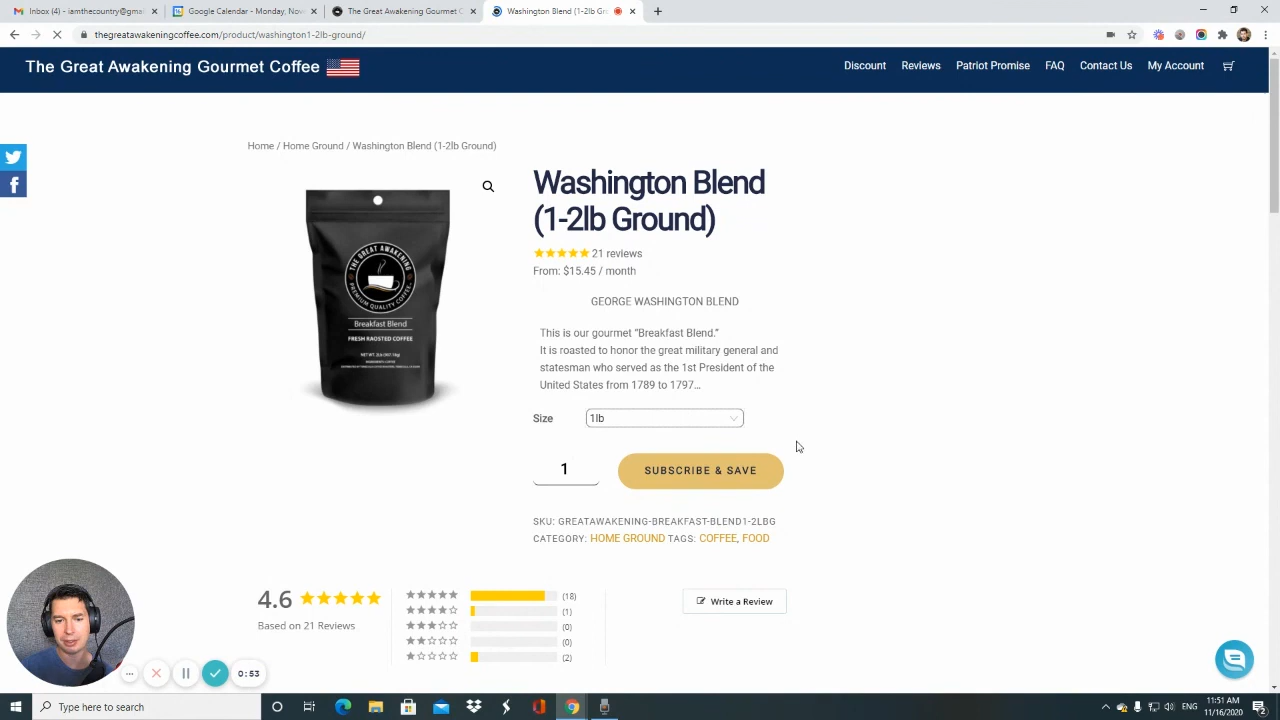 Inbox (4) - iamthecountry@gma
Google Calendar - Monday, Nove
The Great Awakening Gourmet C
Washington Blend (1-2lb Gr
thegreatawakeningcoffee.com/product/washington1-2lb-ground/
The Great Awakening Gourmet Coffee
Discount Reviews Patriot Promise FAQ Contact Us My Account
Home / Home Ground / Washington Blend (1-2lb Ground)
Washington Blend
(1-2lb Ground)
21 reviews
From: $15.45 / month
GEORGE WASHINGTON BLEND
This is our gourmet “Breakfast Blend.”
It is roasted to honor the great military general and
statesman who served as the 1st President of the
United States from 1789 to 1797...
Size 1lb
1 SUBSCRIBE & SAVE
SKU: GREATAWAKENING-BREAKFAST-BLEND1-2LBG
CATEGORY: HOME GROUND TAGS: COFFEE, FOOD
THE GREAT AWAKENING
PREMIUM QUALITY COFFEE
Breakfast Blend
FRESH RAOSTED COFFEE
4.6
Based on 21 Reviews
(18)
(1)
(0)
(0)
(2)
Write a Review
0:53
Type here to search
11:51 AM
11/16/2020
2